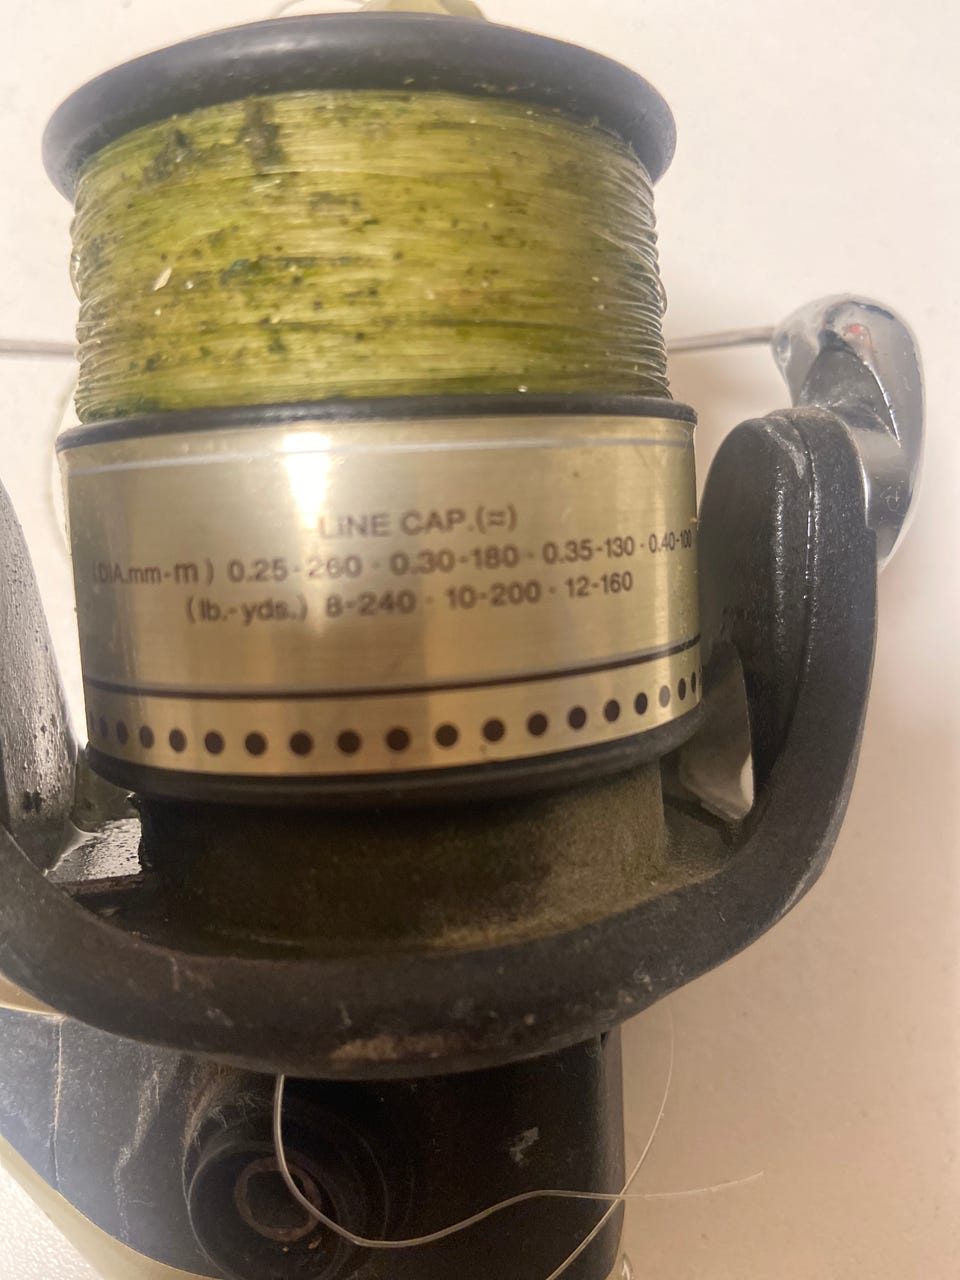 LINE CAP.(≈)
(DIA.mm-m) 0.25-260 · 0.30-180 · 0.35-130 · 0.40-100
(lb.-yds.) 8-240 · 10-200 · 12-160